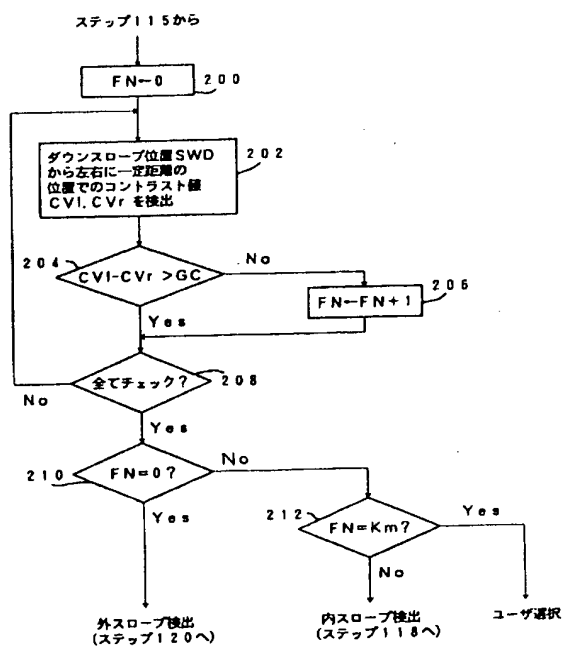 ステップ115から
FN←0
200
ダウンスロープ位置SWD
から左右に一定距離の
位置でのコントラスト値
CVl, CVr を検出
202
204
CVl-CVr >GC
No
206
FN←FN+1
Yes
全てチェック?
208
No
Yes
210
FN=0?
No
212
FN=Km?
Yes
Yes
No
外スロープ検出
(ステップ120へ)
内スロープ検出
(ステップ118へ)
ユーザ選択